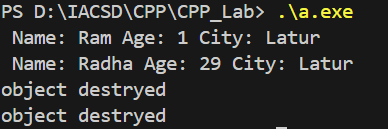 PS D:\IACSD\CPP\CPP_Lab> .\a.exe
Name: Ram Age: 1 City: Latur
Name: Radha Age: 29 City: Latur
object destryed
object destryed